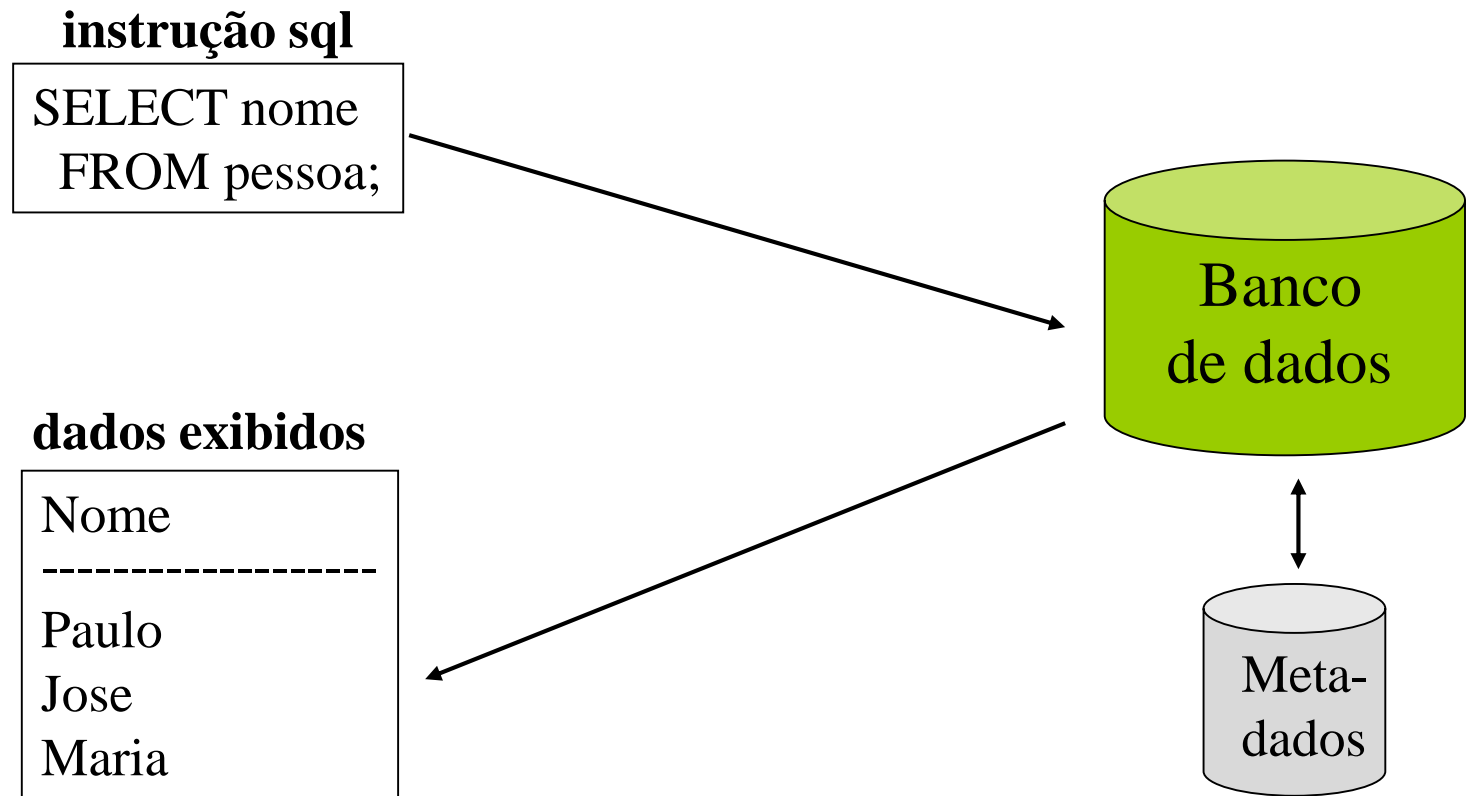 instrução sql
SELECT nome
FROM pessoa;
Banco
de dados
dados exibidos
Nome
-------------------
Paulo
Jose
Maria
Meta-
dados